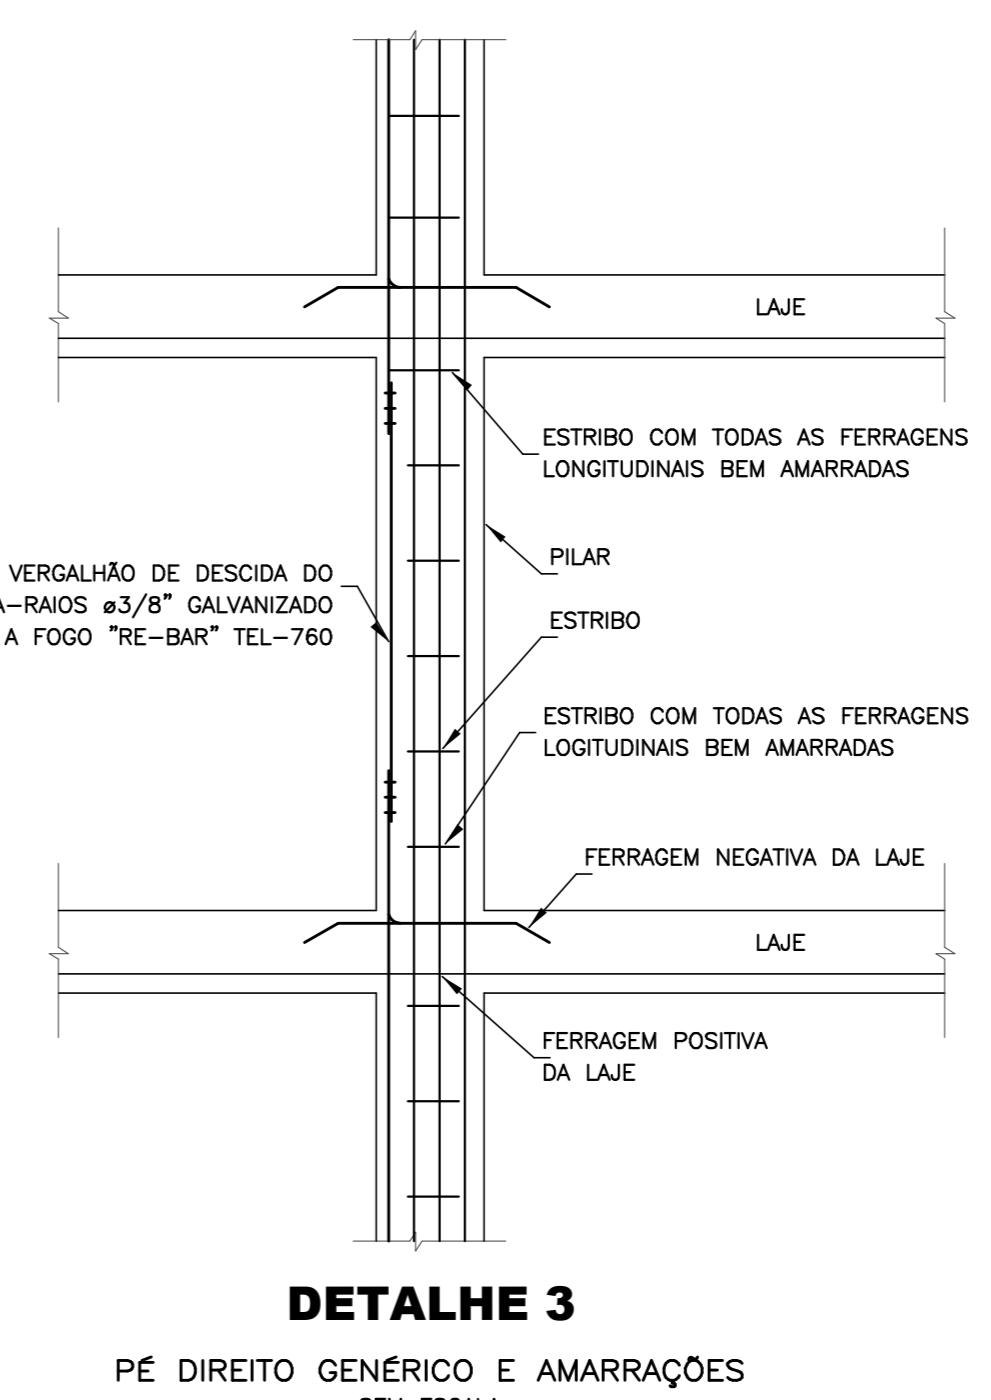 LAJE
ESTRIBO COM TODAS AS FERRAGENS
LONGITUDINAIS BEM AMARRADAS
PILAR
VERGALHÃO DE DESCIDA DO
A-RAIOS ø3/8" GALVANIZADO
A FOGO "RE-BAR" TEL-760
ESTRIBO
ESTRIBO COM TODAS AS FERRAGENS
LOGITUDINAIS BEM AMARRADAS
FERRAGEM NEGATIVA DA LAJE
LAJE
FERRAGEM POSITIVA
DA LAJE
DETALHE 3
PÉ DIREITO GENÉRICO E AMARRAÇÕES